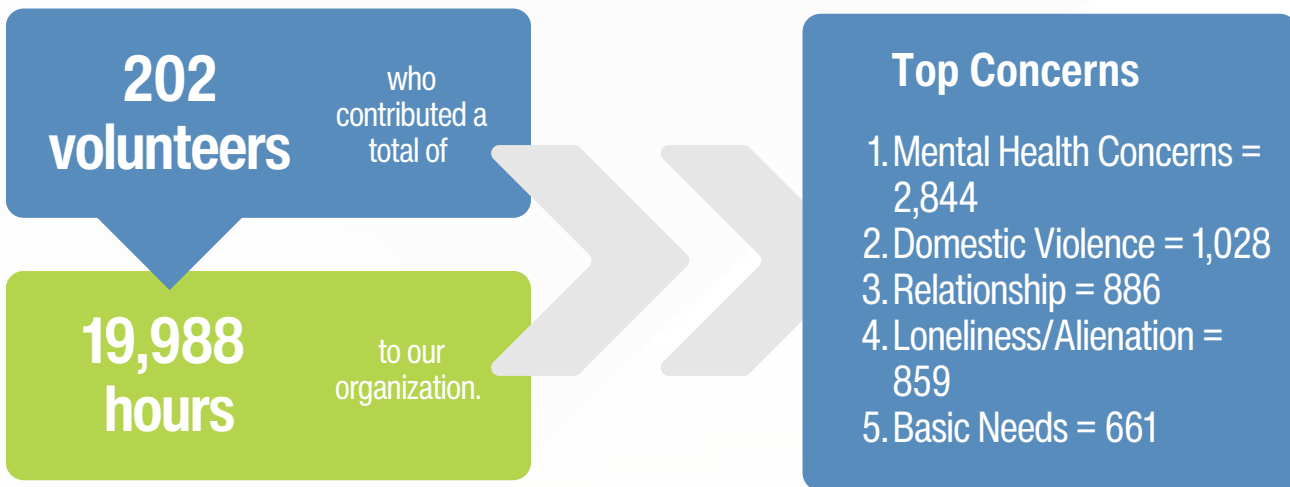 202
volunteers
who
contributed a
total of
19,988
hours
to our
organization.
Top Concerns
1. Mental Health Concerns =
2,844
2. Domestic Violence = 1,028
3. Relationship = 886
4. Loneliness/Alienation =
859
5. Basic Needs = 661